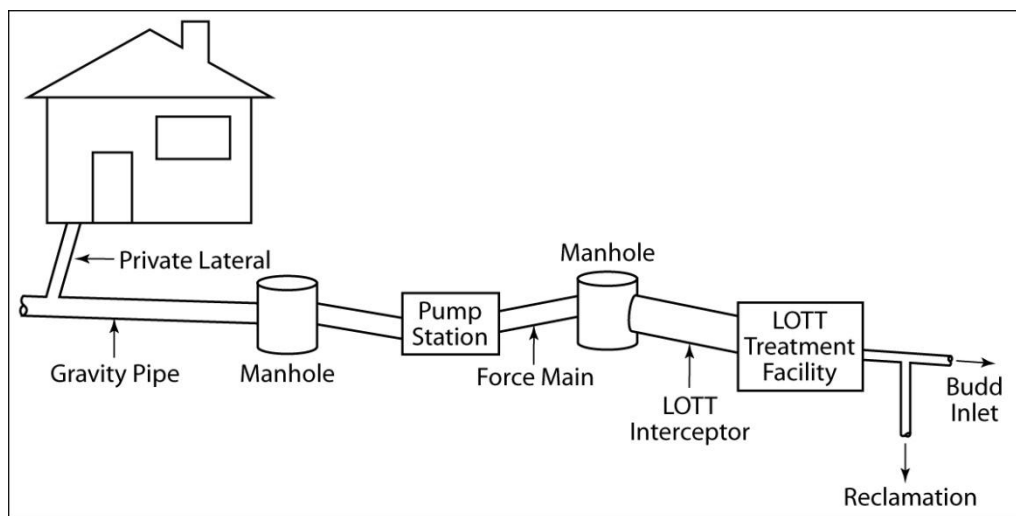 Private Lateral
Gravity Pipe
Manhole
Pump
Station
Force Main
Manhole
LOTT
Interceptor
LOTT
Treatment
Facility
Budd
Inlet
Reclamation